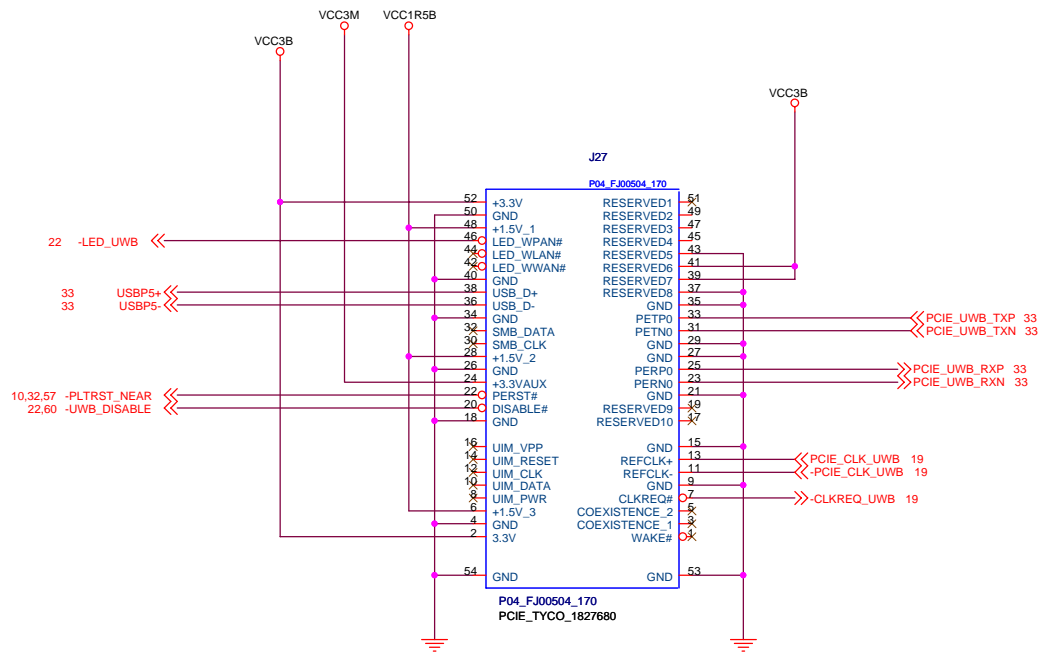 VCC3M VCC1R5B
VCC3B
VCC3B
J27
P04_FJ00504_170
52 +3.3V RESERVED1 51
50 GND RESERVED2 49
48 +1.5V_1 RESERVED3 47
22 -LED_UWB 46 LED_WPAN# RESERVED4 45
44 LED_WLAN# RESERVED5 43
42 LED_WWAN# RESERVED6 41
40 GND RESERVED7 39
33 USBP5+ 38 USB_D+ RESERVED8 37
33 USBP5- 36 USB_D- GND 35
34 GND PETP0 33 PCIE_UWB_TXP 33
32 SMB_DATA PETN0 31 PCIE_UWB_TXN 33
30 SMB_CLK GND 29
28 +1.5V_2 GND 27
26 GND PERP0 25 PCIE_UWB_RXP 33
24 +3.3VAUX PERN0 23 PCIE_UWB_RXN 33
10,32,57 -PLTRST_NEAR 22 PERST# GND 21
22,60 -UWB_DISABLE 20 DISABLE# RESERVED9 19
18 GND RESERVED10 17
16 UIM_VPP GND 15
14 UIM_RESET REFCLK+ 13 PCIE_CLK_UWB 19
12 UIM_CLK REFCLK- 11 -PCIE_CLK_UWB 19
10 UIM_DATA GND 9
8 UIM_PWR CLKREQ# 7 -CLKREQ_UWB 19
6 +1.5V_3 COEXISTENCE_2 5
4 GND COEXISTENCE_1 3
2 3.3V WAKE# 1
54 GND GND 53
P04_FJ00504_170
PCIE_TYCO_1827680